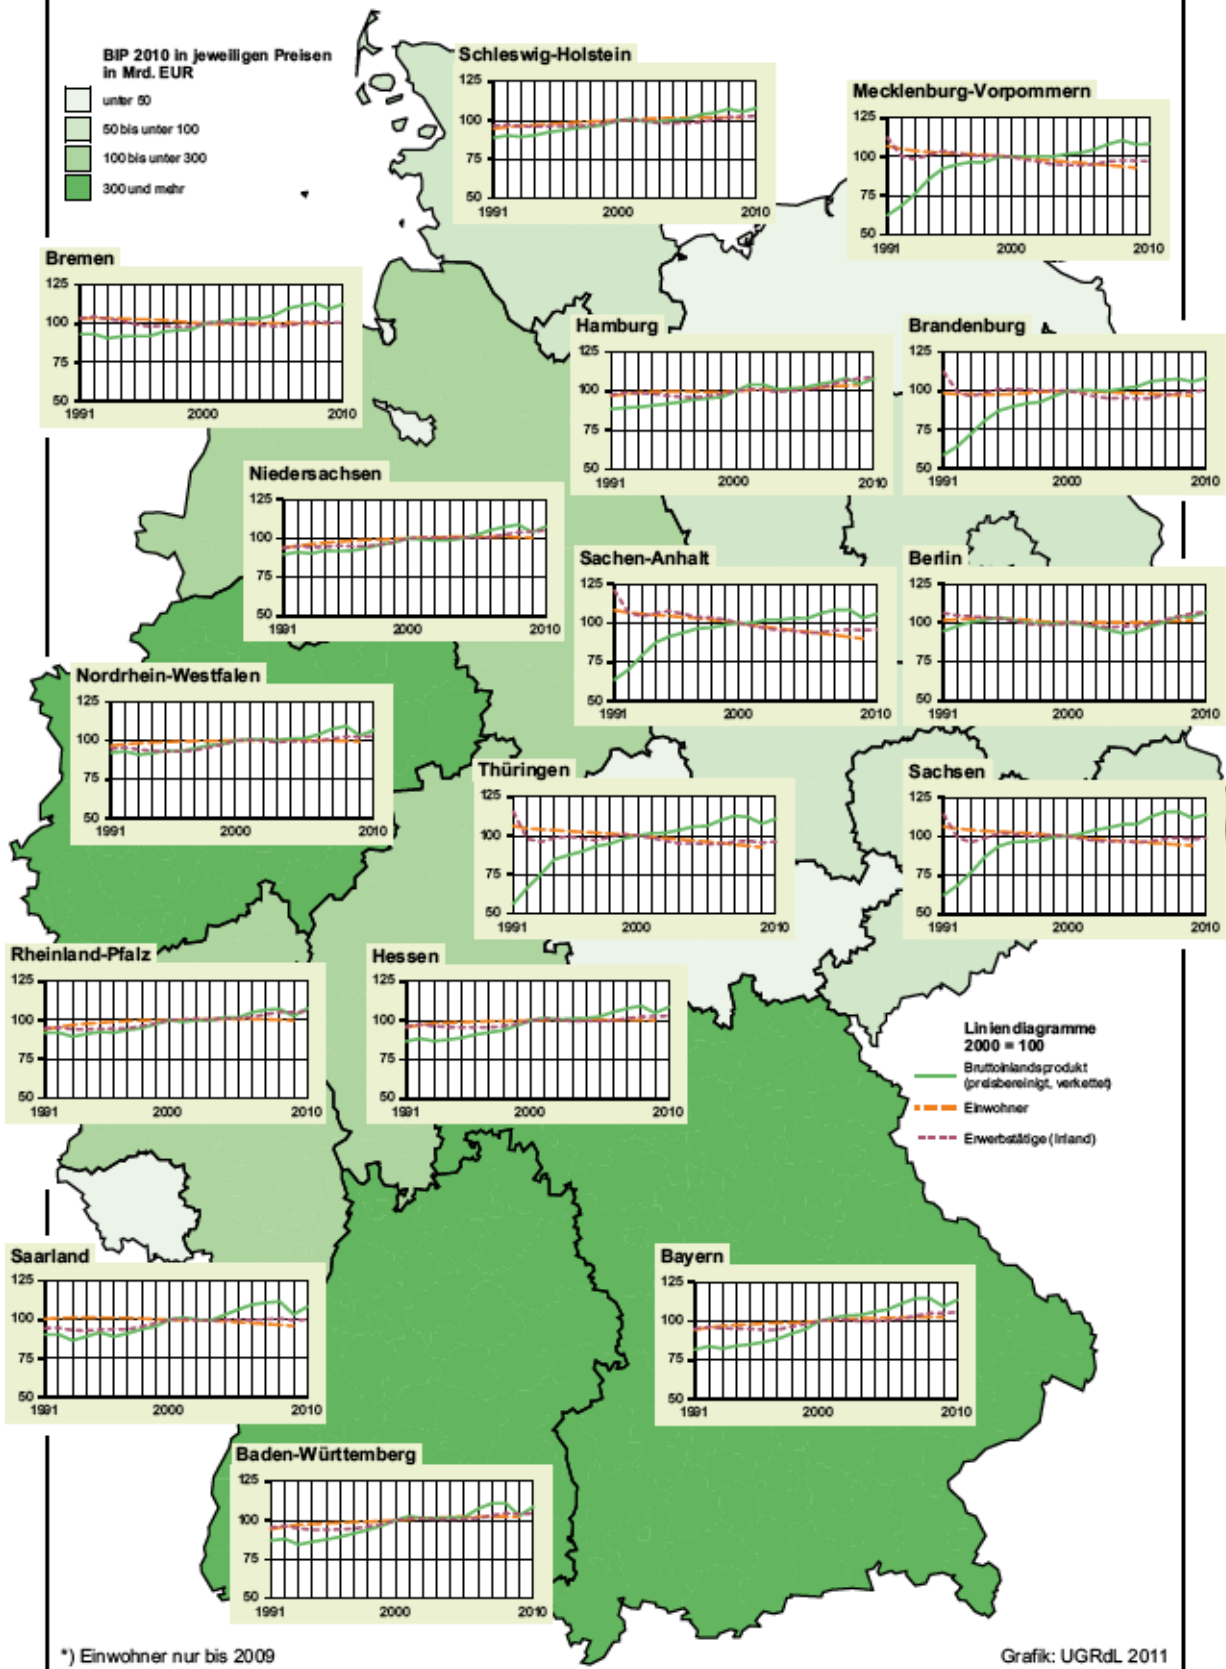 BIP 2010 in jeweiligen Preisen
in Mrd. EUR
unter 50
50 bis unter 100
100 bis unter 300
300 und mehr
Schleswig-Holstein
125
100
75
50
1991 2000 2010
Mecklenburg-Vorpommern
125
100
75
50
1991 2000 2010
Bremen
125
100
75
50
1991 2000 2010
Hamburg
125
100
75
50
1991 2000 2010
Brandenburg
125
100
75
50
1991 2000 2010
Niedersachsen
125
100
75
50
1991 2000 2010
Sachen-Anhalt
125
100
75
50
1991 2000 2010
Berlin
125
100
75
50
1991 2000 2010
Nordrhein-Westfalen
125
100
75
50
1991 2000 2010
Thüringen
125
100
75
50
1991 2000 2010
Sachsen
125
100
75
50
1991 2000 2010
Rheinland-Pfalz
125
100
75
50
1991 2000 2010
Hessen
125
100
75
50
1991 2000 2010
Liniendiagramme
2000 = 100
Bruttoinlandsprodukt
(preisbereinigt, verkettet)
Einwohner
Erwerbstätige (Inland)
Saarland
125
100
75
50
1991 2000 2010
Bayern
125
100
75
50
1991 2000 2010
Baden-Württemberg
125
100
75
50
1991 2000 2010
*) Einwohner nur bis 2009
Grafik: UGRdL 2011